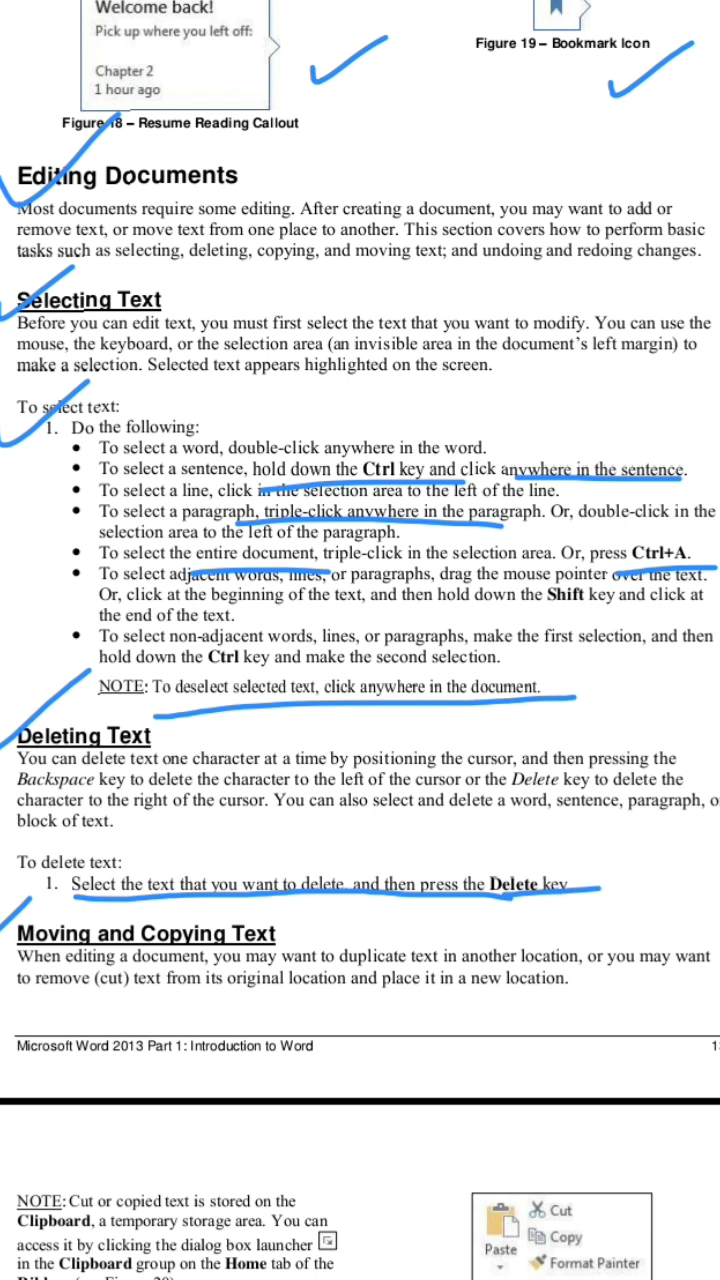 Welcome back!
Pick up where you left off:
Chapter 2
1 hour ago
Figure 19 – Bookmark Icon
Figure 18 – Resume Reading Callout
Editing Documents
Most documents require some editing. After creating a document, you may want to add or
remove text, or move text from one place to another. This section covers how to perform basic
tasks such as selecting, deleting, copying, and moving text; and undoing and redoing changes.
Selecting Text
Before you can edit text, you must first select the text that you want to modify. You can use the
mouse, the keyboard, or the selection area (an invisible area in the document's left margin) to
make a selection. Selected text appears highlighted on the screen.
To select text:
1. Do the following:
• To select a word, double-click anywhere in the word.
• To select a sentence, hold down the Ctrl key and click anywhere in the sentence.
• To select a line, click in the selection area to the left of the line.
• To select a paragraph, triple-click anywhere in the paragraph. Or, double-click in the
selection area to the left of the paragraph.
• To select the entire document, triple-click in the selection area. Or, press Ctrl+A.
• To select adjacent words, lines, or paragraphs, drag the mouse pointer over the text.
Or, click at the beginning of the text, and then hold down the Shift key and click at
the end of the text.
• To select non-adjacent words, lines, or paragraphs, make the first selection, and then
hold down the Ctrl key and make the second selection.
NOTE: To deselect selected text, click anywhere in the document.
Deleting Text
You can delete text one character at a time by positioning the cursor, and then pressing the
Backspace key to delete the character to the left of the cursor or the Delete key to delete the
character to the right of the cursor. You can also select and delete a word, sentence, paragraph,
block of text.
To delete text:
1. Select the text that you want to delete, and then press the Delete key
Moving and Copying Text
When editing a document, you may want to duplicate text in another location, or you may want
to remove (cut) text from its original location and place it in a new location.
Microsoft Word 2013 Part 1: Introduction to Word
NOTE: Cut or copied text is stored on the
Clipboard, a temporary storage area. You can
access it by clicking the dialog box launcher
in the Clipboard group on the Home tab of the
Cut
Copy
Paste
Format Painter